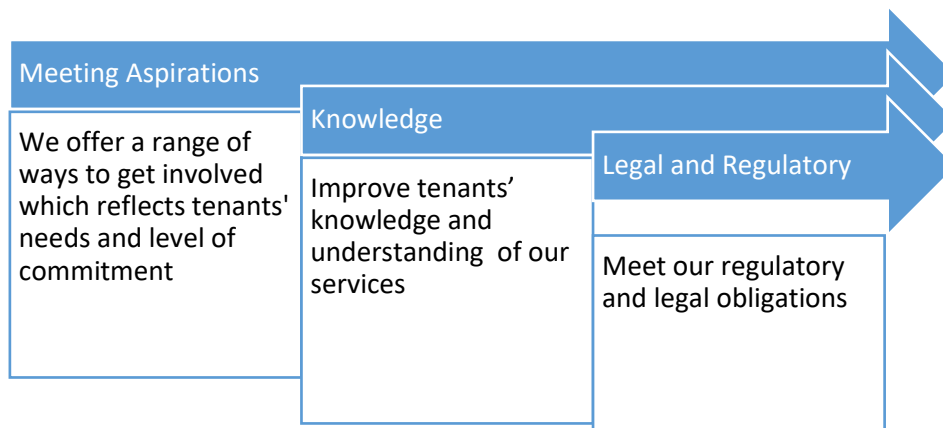 Meeting Aspirations
We offer a range of
ways to get involved
which reflects tenants'
needs and level of
commitment
Knowledge
Improve tenants’
knowledge and
understanding  of our
services
Legal and Regulatory
Meet our regulatory
and legal obligations